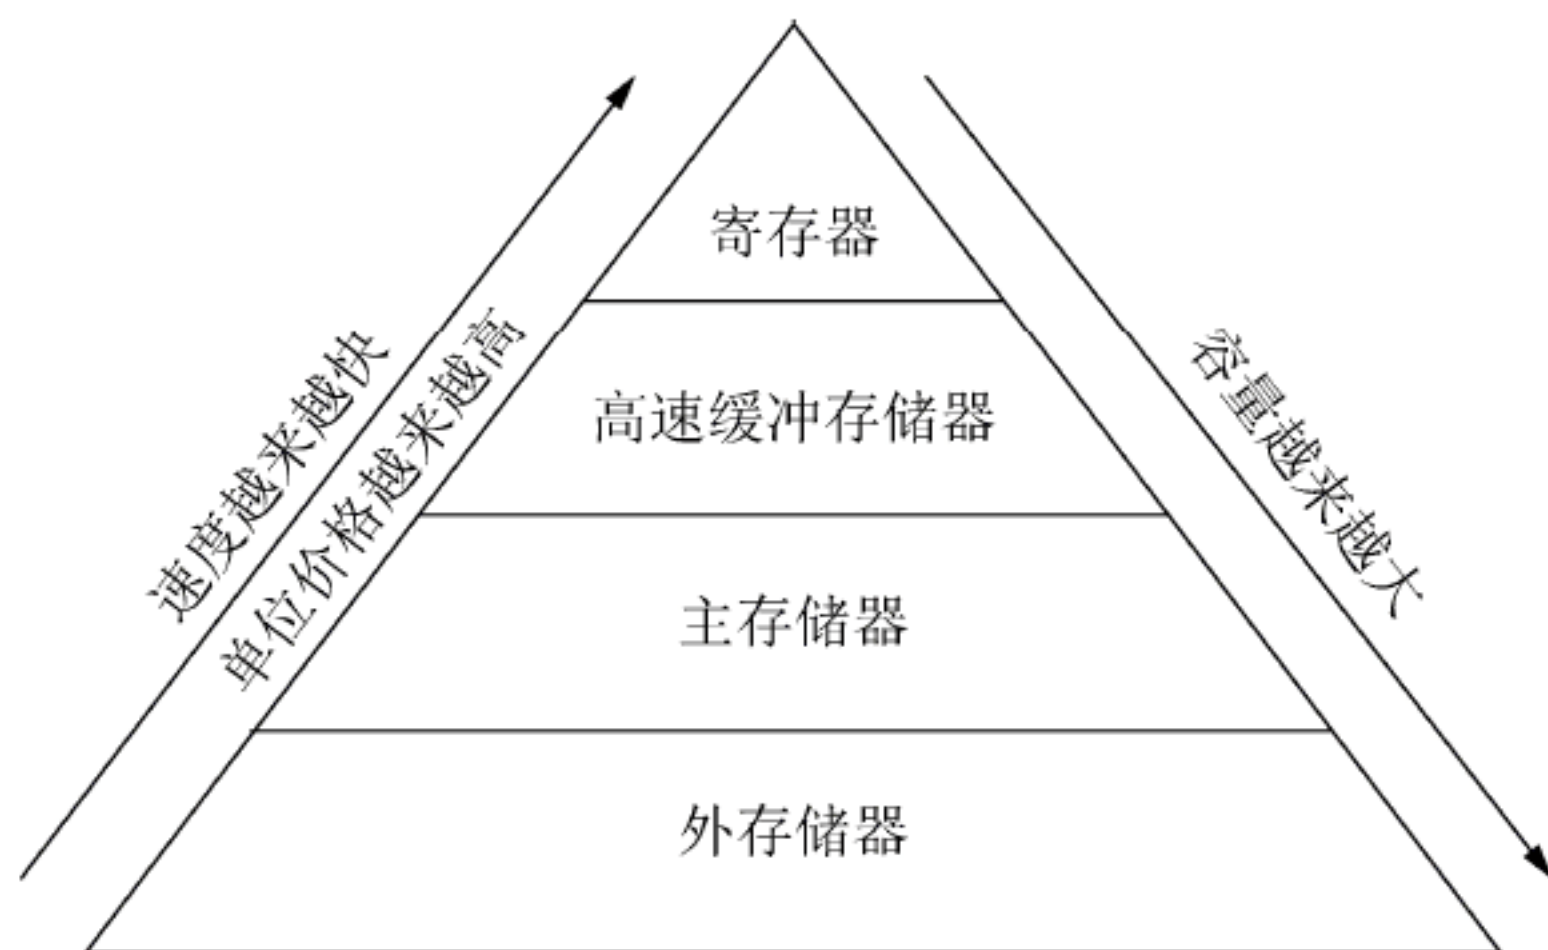 寄存器
高速缓冲存储器
主存储器
外存储器
速度越来越快
单位价格越来越高
容量越来越大